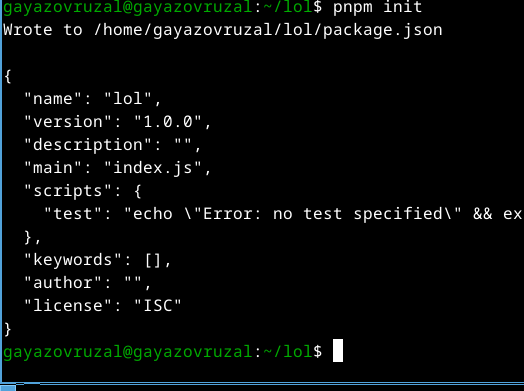 gayazovruzal@gayazovruzal:~/lol$ pnpm init
Wrote to /home/gayazovruzal/lol/package.json
{
  "name": "lol",
  "version": "1.0.0",
  "description": "",
  "main": "index.js",
  "scripts": {
    "test": "echo \"Error: no test specified\" && ex
  },
  "keywords": [],
  "author": "",
  "license": "ISC"
}
gayazovruzal@gayazovruzal:~/lol$